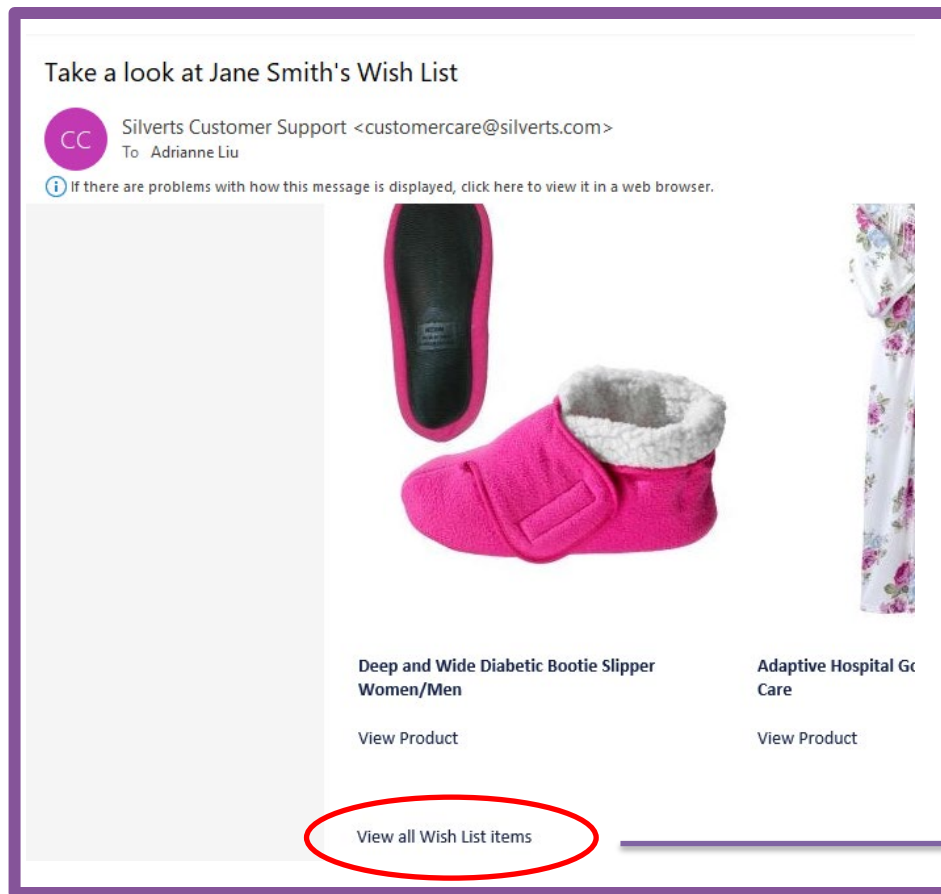 Take a look at Jane Smith's Wish List
CC
Silverts Customer Support <customercare@silverts.com>
To Adrianne Liu
If there are problems with how this message is displayed, click here to view it in a web browser.
Deep and Wide Diabetic Bootie Slipper
Women/Men
View Product
Adaptive Hospital
Care
View Product
View all Wish List items